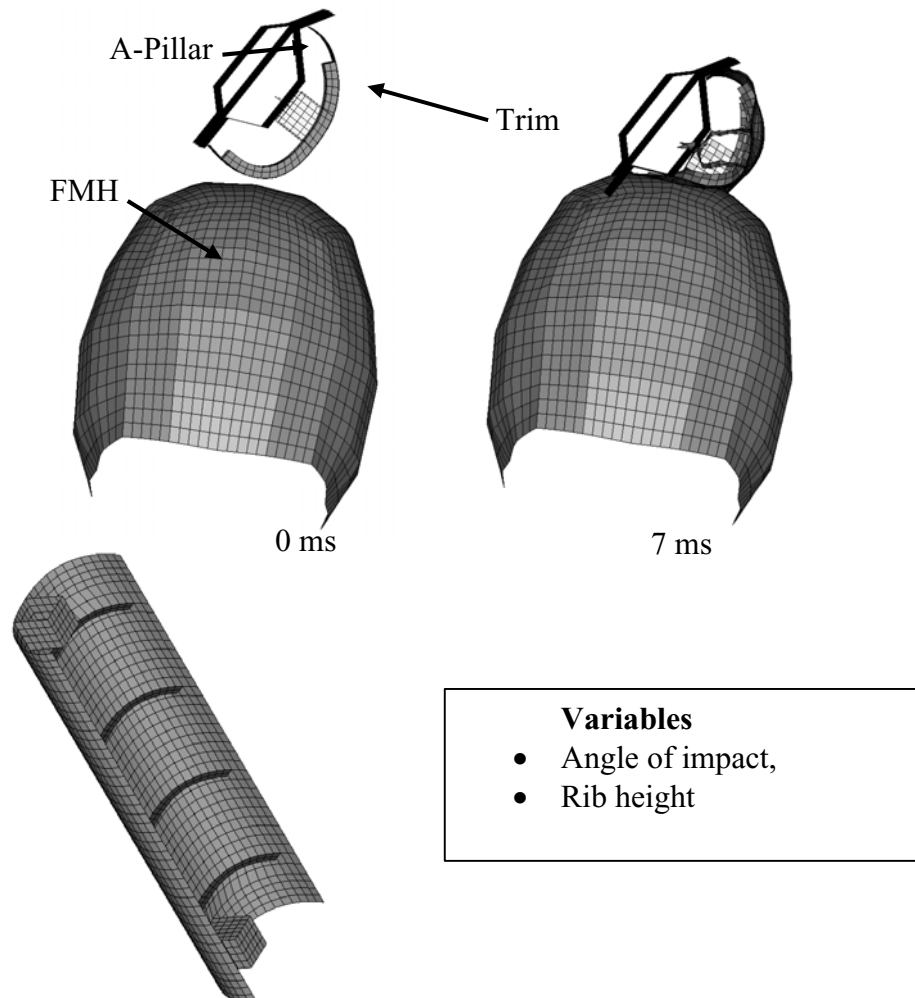 A-Pillar
Trim
FMH
0 ms
7 ms
Variables
• Angle of impact,
• Rib height